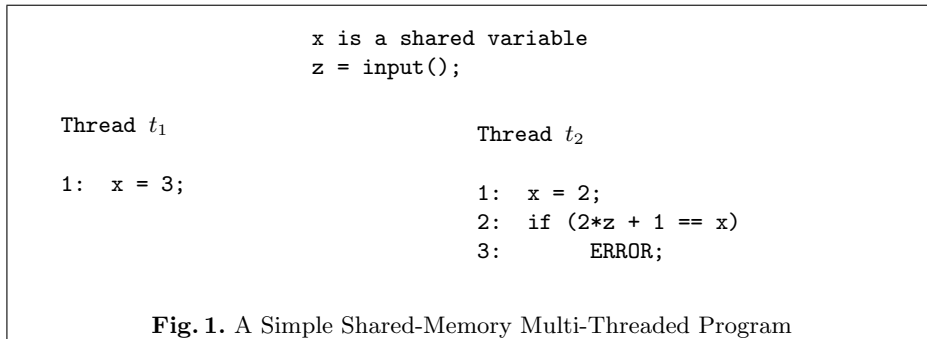 x is a shared variable
z = input();
Thread t₁
1: x = 3;
Thread t₂
1: x = 2;
2: if (2*z + 1 == x)
3: ERROR;
Fig. 1. A Simple Shared-Memory Multi-Threaded Program